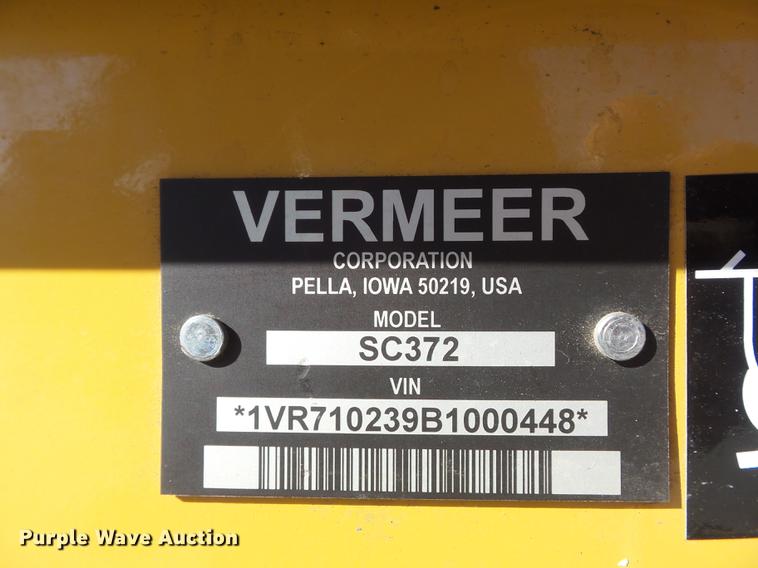 VERMEER
CORPORATION
PELLA, IOWA 50219, USA
MODEL
SC372
VIN
*1VR710239B1000448*
Purple Wave Auction